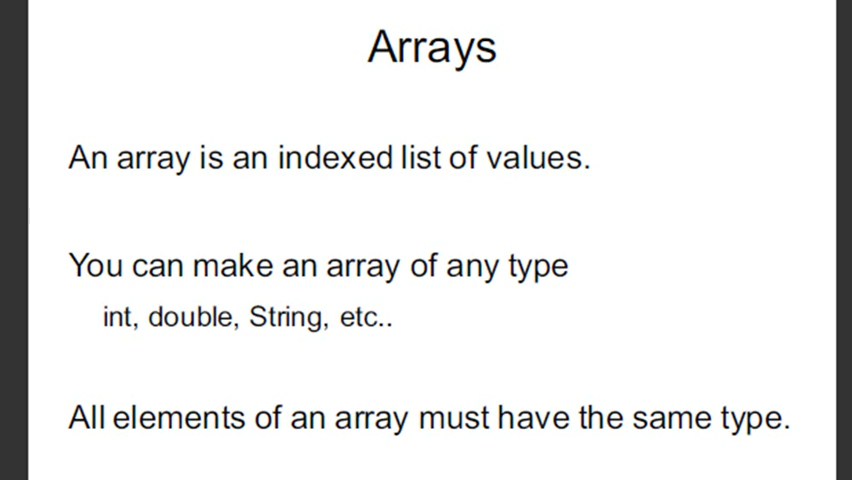 Arrays
An array is an indexed list of values.
You can make an array of any type
int, double, String, etc..
All elements of an array must have the same type.